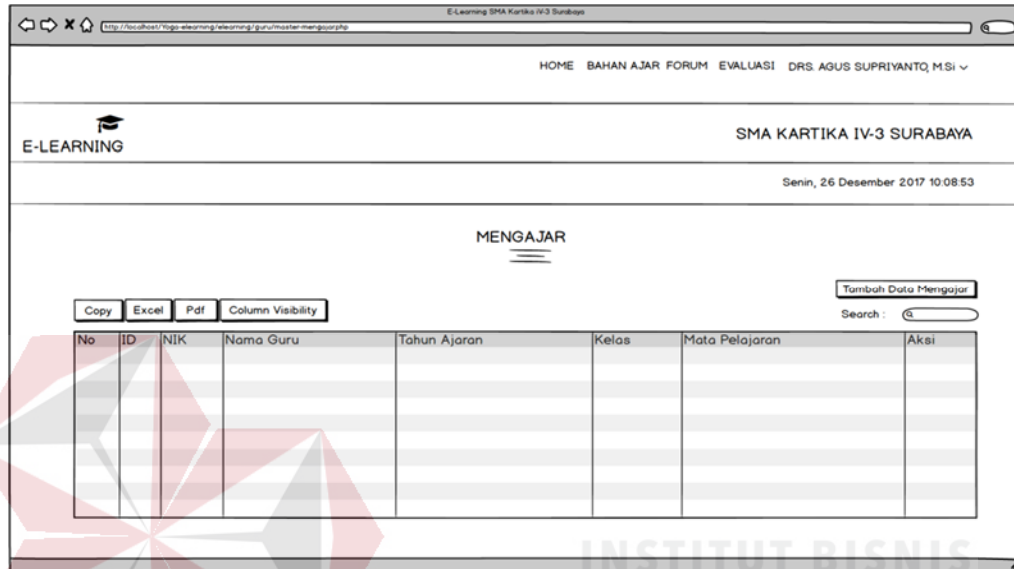 E-Learning SMA Kartika IV-3 Surabaya
http://localhost/Yoga-elearning/elearning/guru/master-mengajar.php
HOME BAHAN AJAR FORUM EVALUASI DRS. AGUS SUPRIYANTO, M.Si
E-LEARNING
SMA KARTIKA IV-3 SURABAYA
Senin, 26 Desember 2017 10:08:53
MENGAJAR
Tambah Data Mengajar
Copy Excel Pdf Column Visibility
Search :
No ID NIK Nama Guru Tahun Ajaran Kelas Mata Pelajaran Aksi
INSTITUT BISNIS